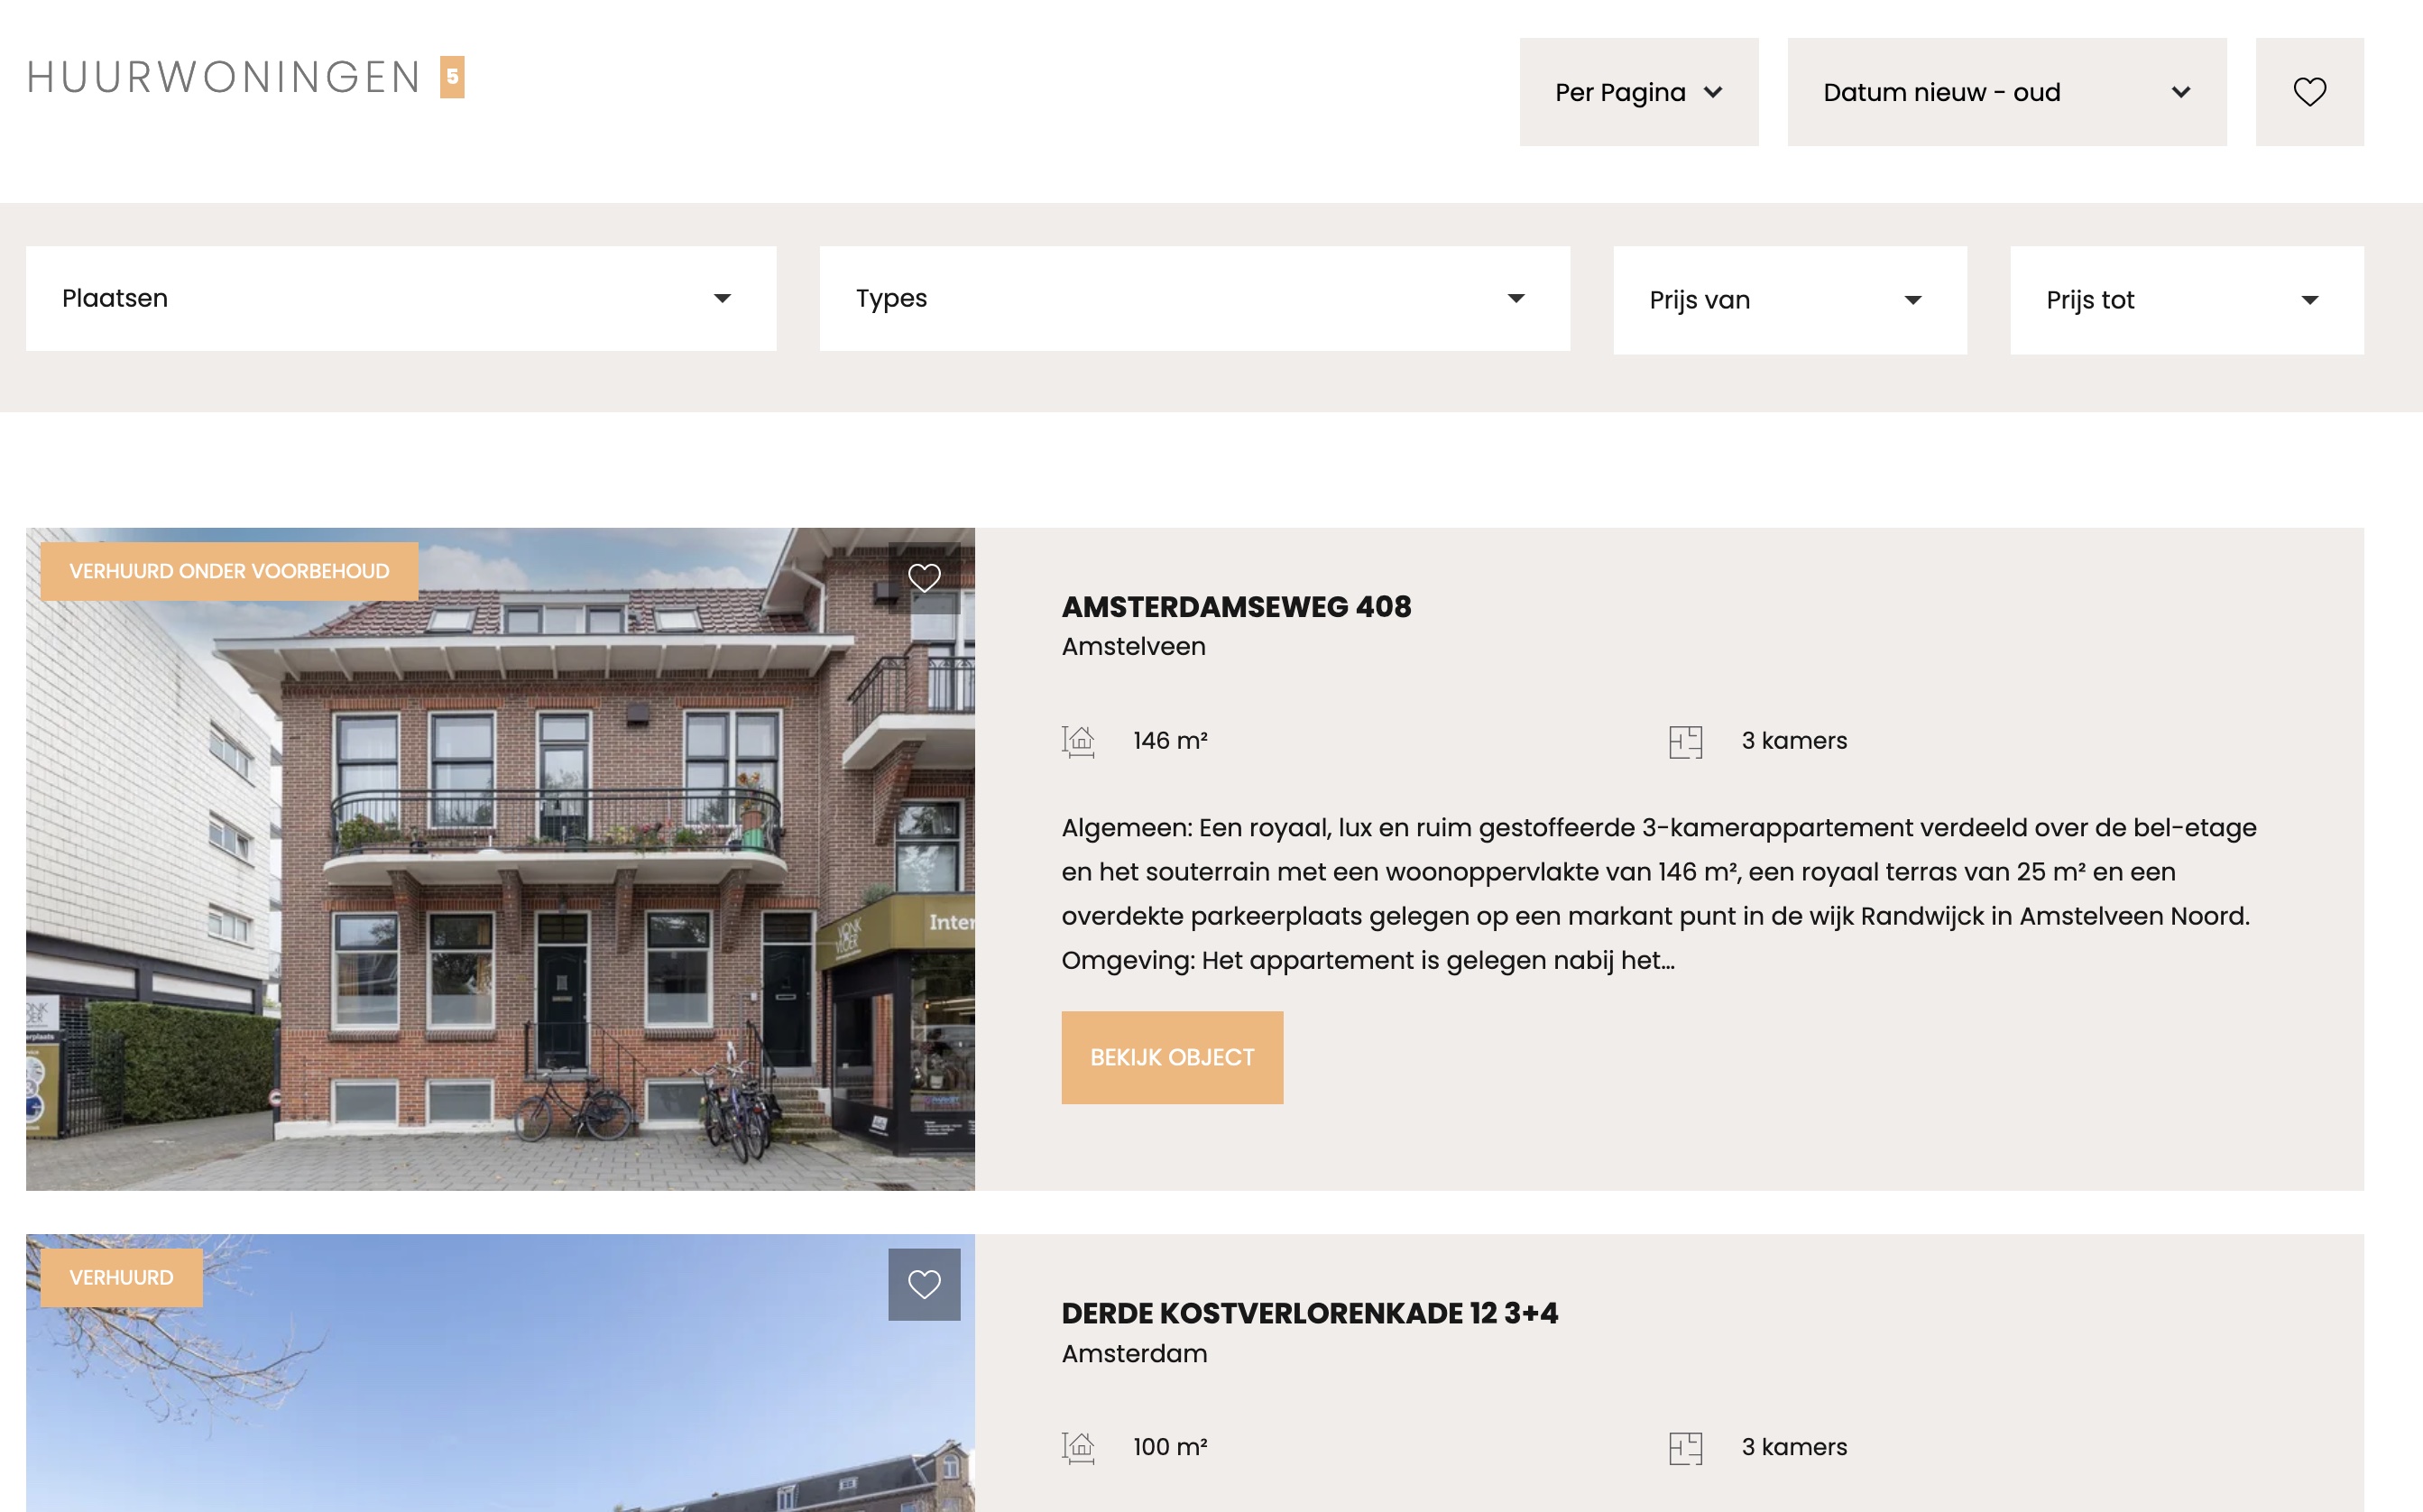 HUURWONINGEN 5
Per Pagina
Datum nieuw - oud
Plaatsen
Types
Prijs van
Prijs tot
VERHUURD ONDER VOORBEHOUD
AMSTERDAMSEWEG 408
Amstelveen
146 m²
3 kamers
Algemeen: Een royaal, lux en ruim gestoffeerde 3-kamerappartement verdeeld over de bel-etage
en het souterrain met een woonoppervlakte van 146 m², een royaal terras van 25 m² en een
overdekte parkeerplaats gelegen op een markant punt in de wijk Randwijck in Amstelveen Noord.
Omgeving: Het appartement is gelegen nabij het...
BEKIJK OBJECT
Inter
VONK
VLOER
VERHUURD
DERDE KOSTVERLORENKADE 12 3+4
Amsterdam
100 m²
3 kamers